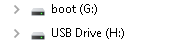 boot (G:)
USB Drive (H:)